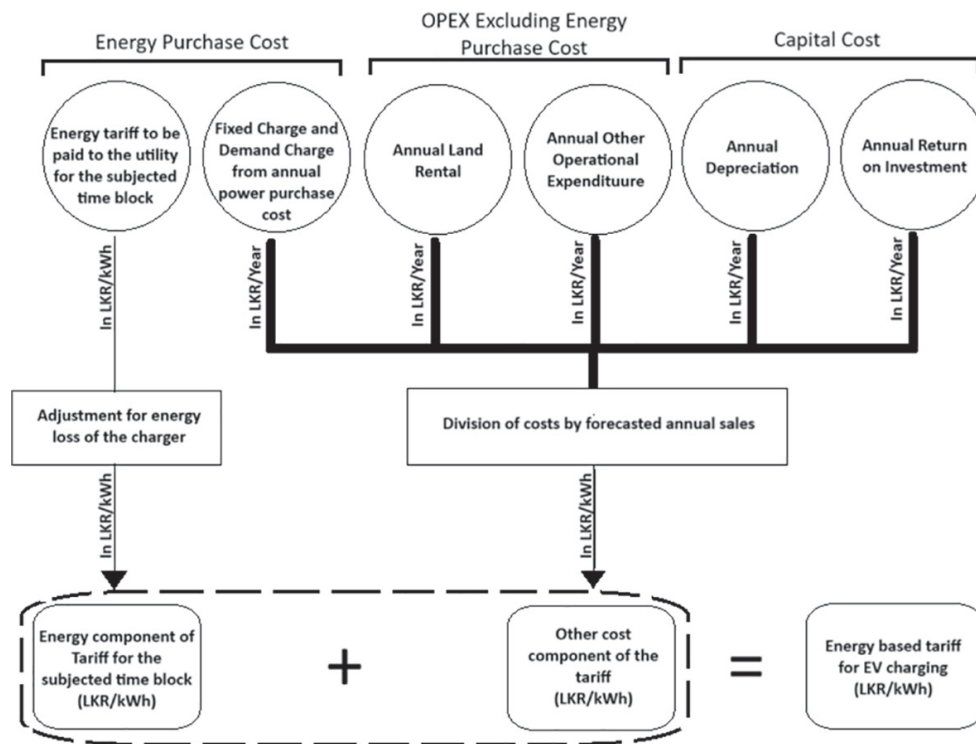 Energy Purchase Cost
OPEX Excluding Energy
Purchase Cost
Capital Cost
Energy tariff to be
paid to the utility
for the subjected
time block
Fixed Charge and
Demand Charge
from annual
power purchase
cost
Annual Land
Rental
Annual Other
Operational
Expendituure
Annual
Depreciation
Annual Return
on Investment
In LKR/kWh
In LKR/Year
In LKR/Year
In LKR/Year
In LKR/Year
In LKR/Year
Adjustment for energy
loss of the charger
Division of costs by forecasted annual sales
In LKR/kWh
In LKR/kWh
Energy component of
Tariff for the
subjected time block
(LKR/kWh)
+
Other cost
component of the
tariff
(LKR/kWh)
=
Energy based tariff
for EV charging
(LKR/kWh)